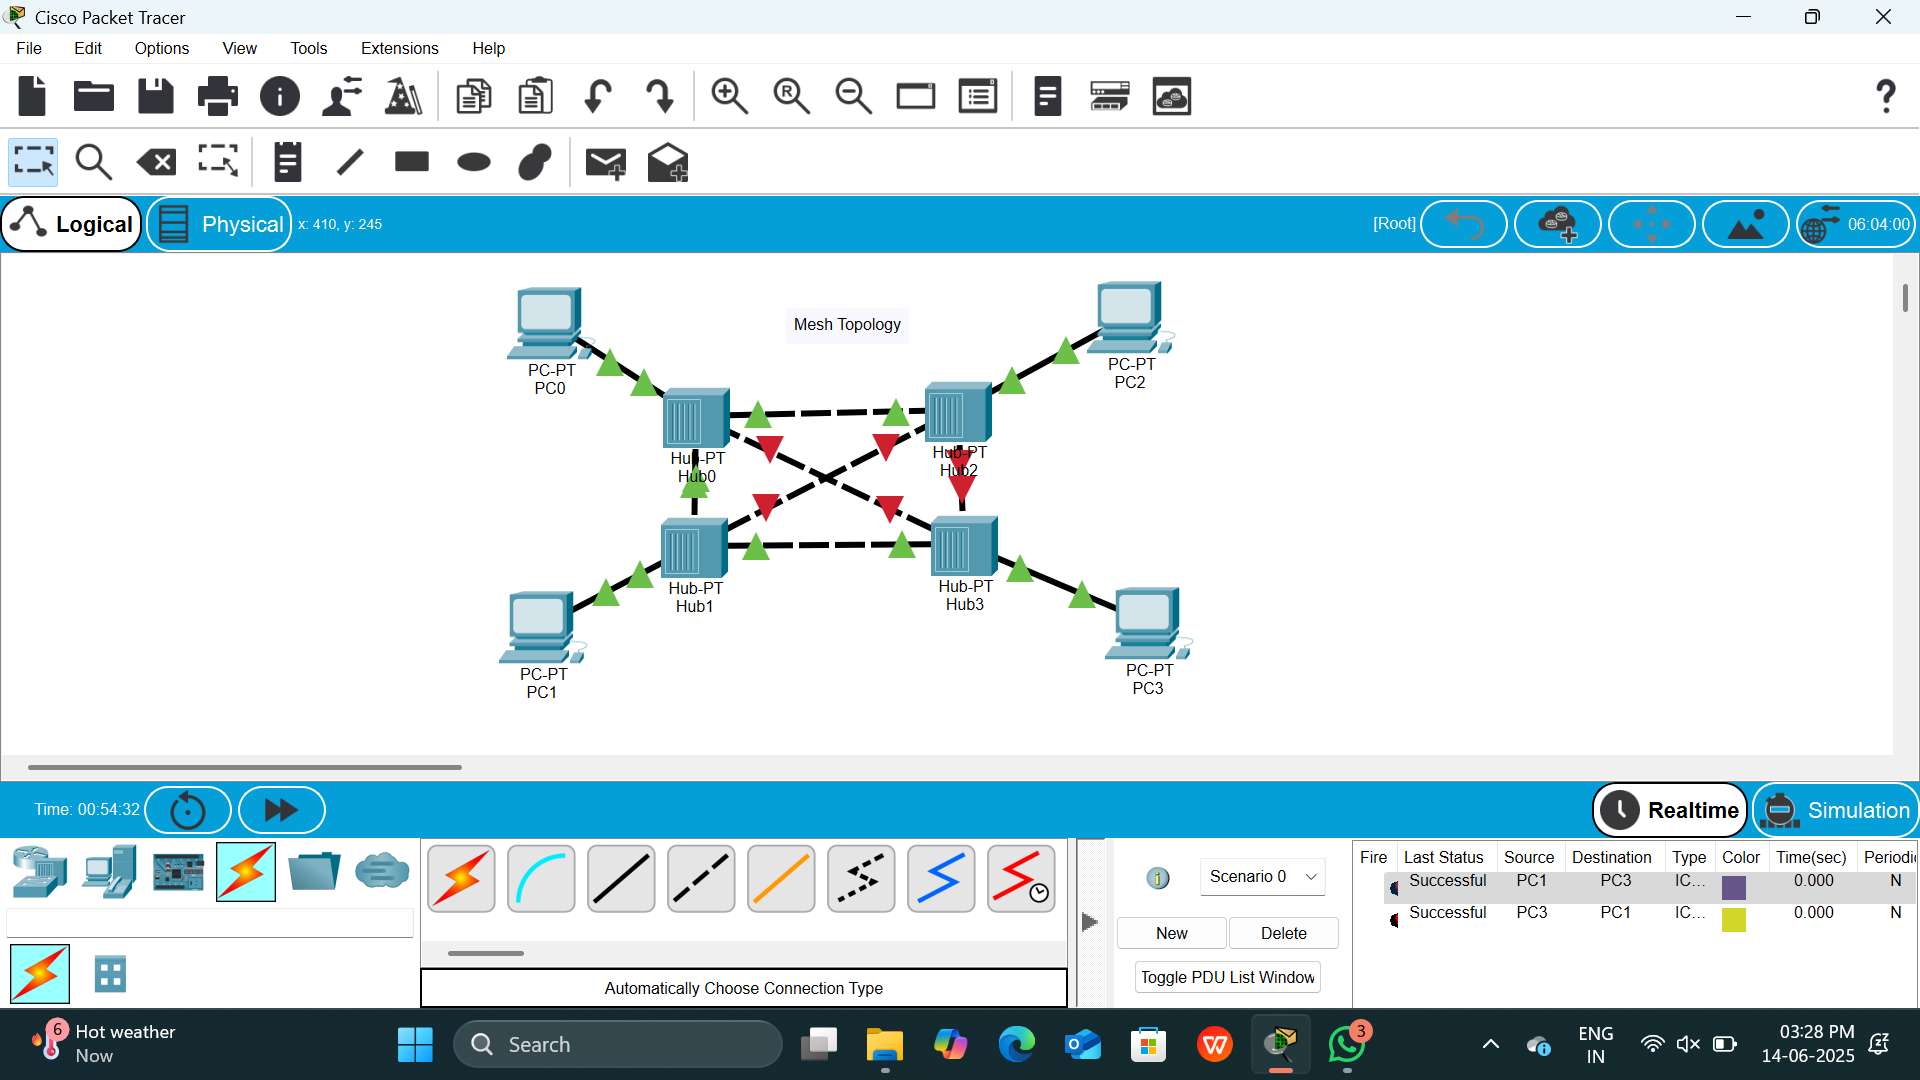 Cisco Packet Tracer
File Edit Options View Tools Extensions Help
R
?
Logical Physical x: 410, y: 245 [Root] 06:04:00
Mesh Topology
PC-PT
PC0
PC-PT
PC2
Hub-PT
Hub0
Hub-PT
Hub2
Hub-PT
Hub1
Hub-PT
Hub3
PC-PT
PC1
PC-PT
PC3
Time: 00:54:32 Realtime Simulation
Scenario 0
New Delete
Toggle PDU List Window
Automatically Choose Connection Type
Fire Last Status Source Destination Type Color Time(sec) Periodic
Successful PC1 PC3 IC... 0.000 N
Successful PC3 PC1 IC... 0.000 N
6 Hot weather
Now
Search
3
ENG
IN
03:28 PM
14-06-2025